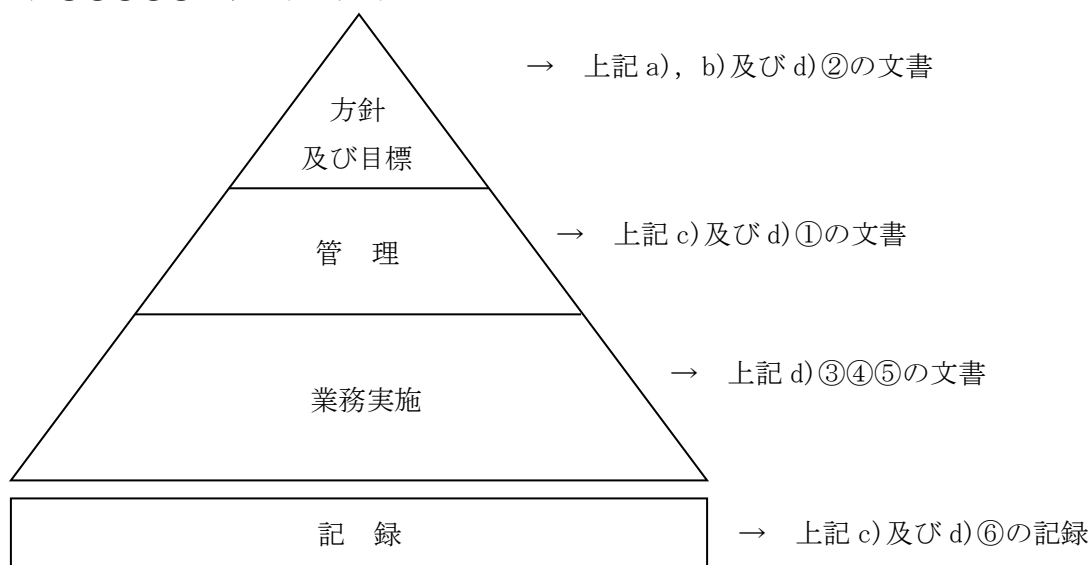 方針
及び目標
→ 上記 a), b)及び d)②の文書
管 理
→ 上記 c)及び d)①の文書
業務実施
→ 上記 d)③④⑤の文書
記 録
→ 上記 c)及び d)⑥の記録